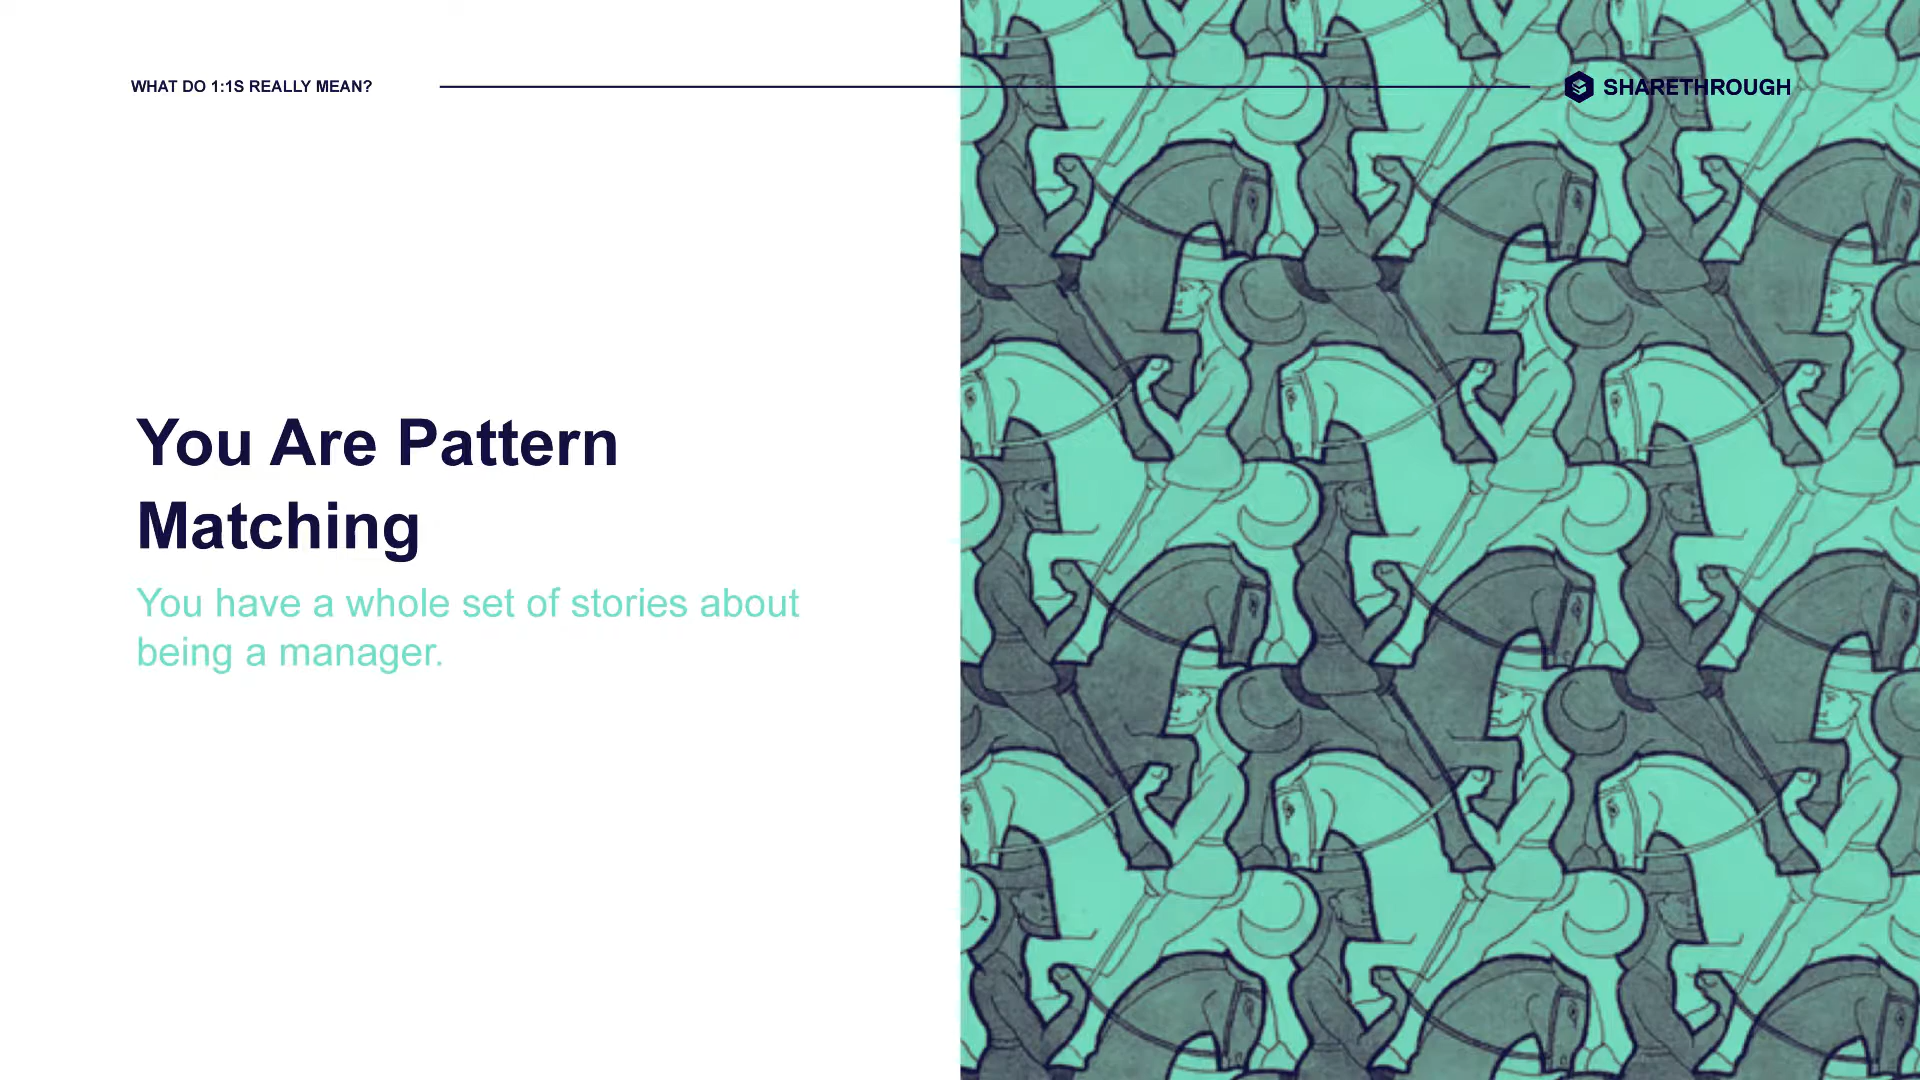 WHAT DO 1:1S REALLY MEAN?
SHARETHROUGH
You Are Pattern
Matching
You have a whole set of stories about
being a manager.